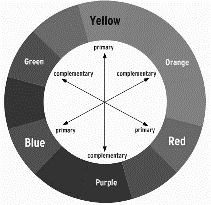 Yellow
primary
Green
Orange
complementary
complementary
primary
primary
Blue
Red
complementary
Purple